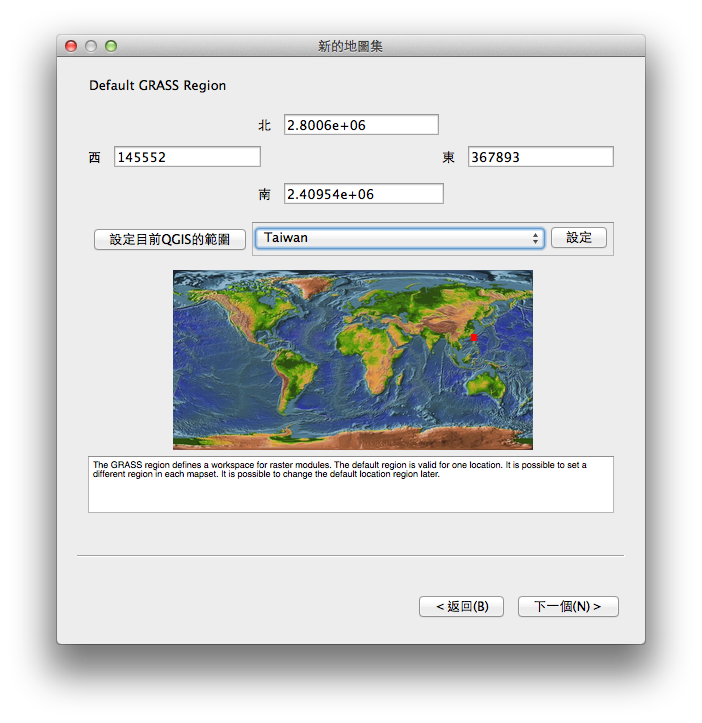 新的地圖集
Default GRASS Region
北 2.8006e+06
西 145552 東 367893
南 2.40954e+06
設定目前QGIS的範圍 Taiwan 設定
The GRASS region defines a workspace for raster modules. The default region is valid for one location. It is possible to set a
different region in each mapset. It is possible to change the default location region later.
< 返回(B) 下一個(N) >